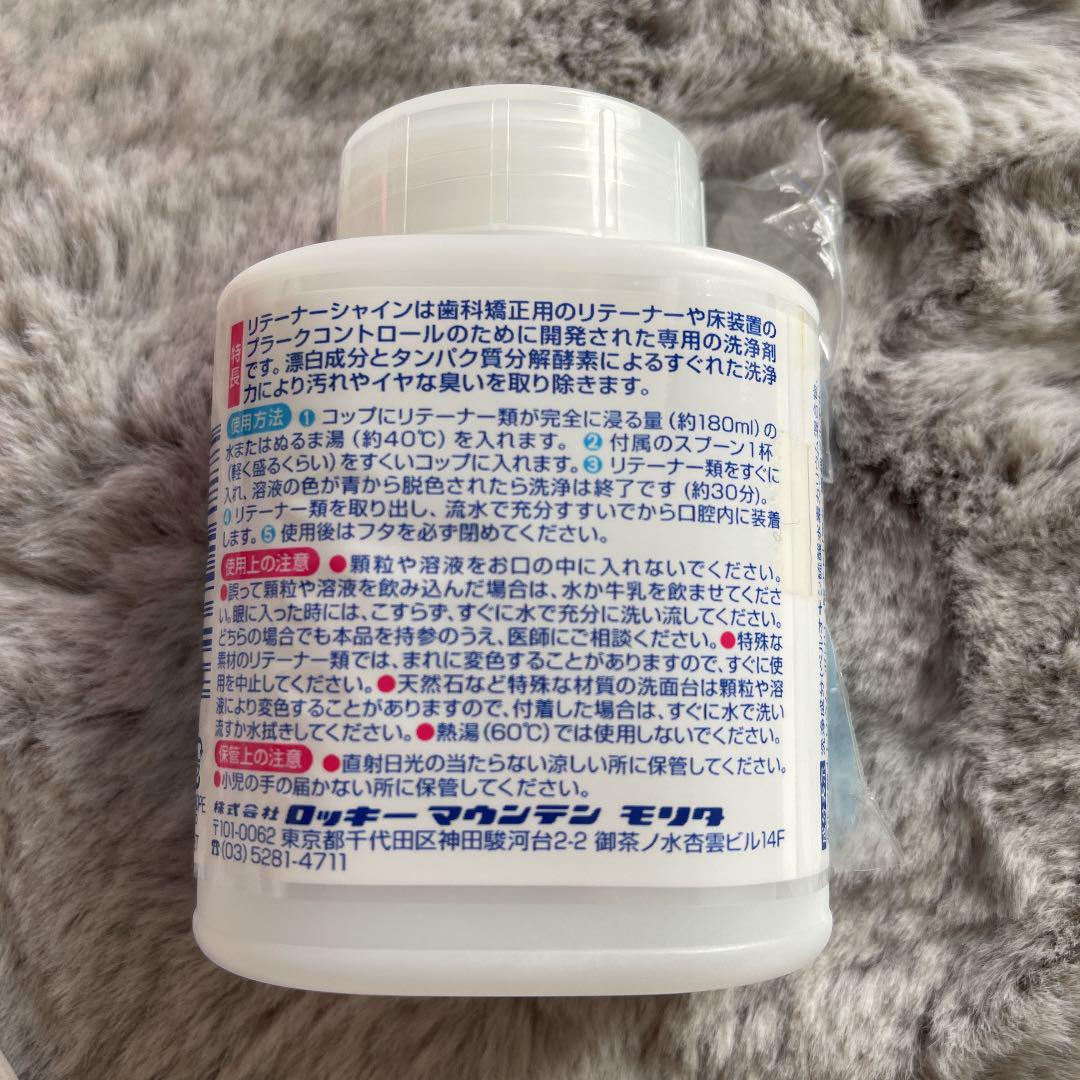 特長
リテーナーシャインは歯科矯正用のリテーナーや床装置の
プラークコントロールのために開発された専用の洗浄剤
です。漂白成分とタンパク質分解酵素によるすぐれた洗浄
力により汚れやイヤな臭いを取り除きます。
使用方法 ❶ コップにリテーナー類が完全に浸る量(約180ml)の
水またはぬるま湯(約40℃)を入れます。 ❷ 付属のスプーン1杯
(軽く盛るくらい)をすくいコップに入れます。❸ リテーナー類をすぐに
入れ、溶液の色が青から脱色されたら洗浄は終了です(約30分)。
❹ リテーナー類を取り出し、流水で充分すすいでから口腔内に装着
します。❺ 使用後はフタを必ず閉めてください。
使用上の注意 ●顆粒や溶液をお口の中に入れないでください。
●誤って顆粒や溶液を飲み込んだ場合は、水か牛乳を飲ませてくださ
い。眼に入った時には、こすらず、すぐに水で充分に洗い流してください。
どちらの場合でも本品を持参のうえ、医師にご相談ください。●特殊な
素材のリテーナー類では、まれに変色することがありますので、すぐに使
用を中止してください。●天然石など特殊な材質の洗面台は顆粒や溶
液により変色することがありますので、付着した場合は、すぐに水で洗い
流すか水拭きしてください。●熱湯(60℃)では使用しないでください。
保管上の注意 ●直射日光の当たらない涼しい所に保管してください。
●小児の手の届かない所に保管してください。
株式会社 ロッキー マウンテン モリタ
〒101-0062 東京都千代田区神田駿河台2-2 御茶ノ水杏雲ビル14F
☎(03)5281-4711